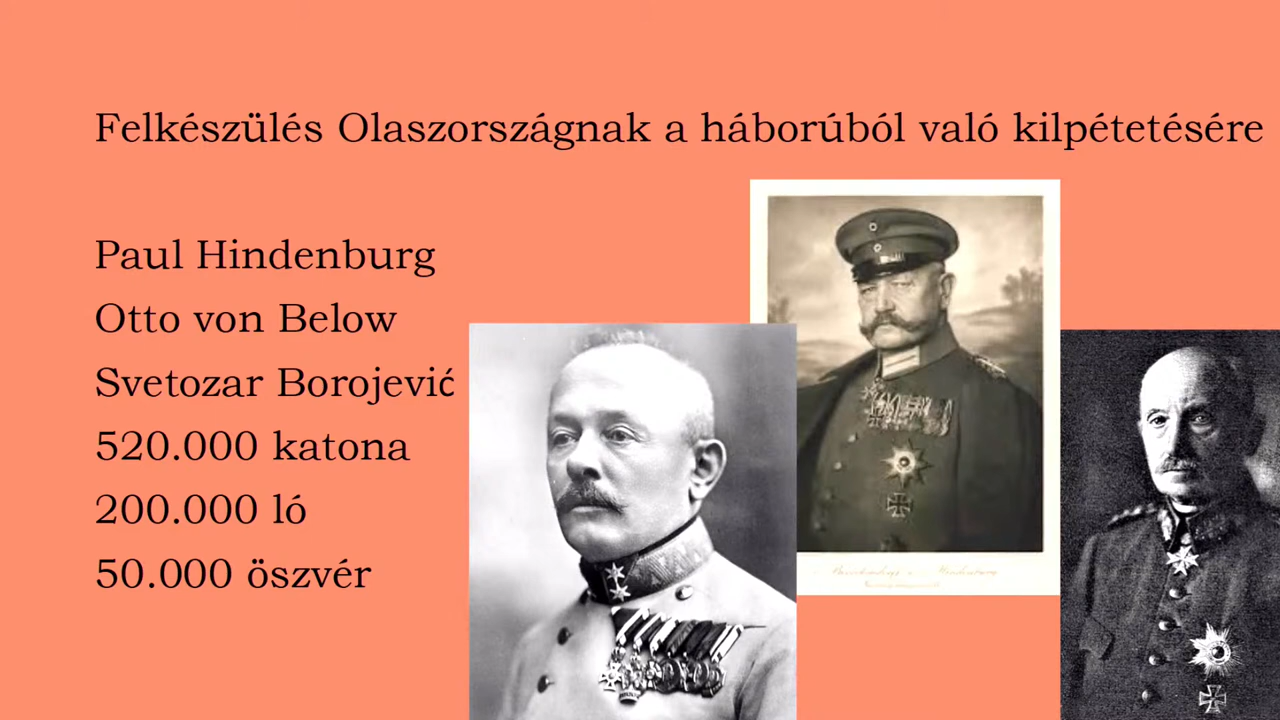 Felkészülés Olaszországnak a háborúból való kilpétetésére
Paul Hindenburg
Otto von Below
Svetozar Borojević
520.000 katona
200.000 ló
50.000 öszvér